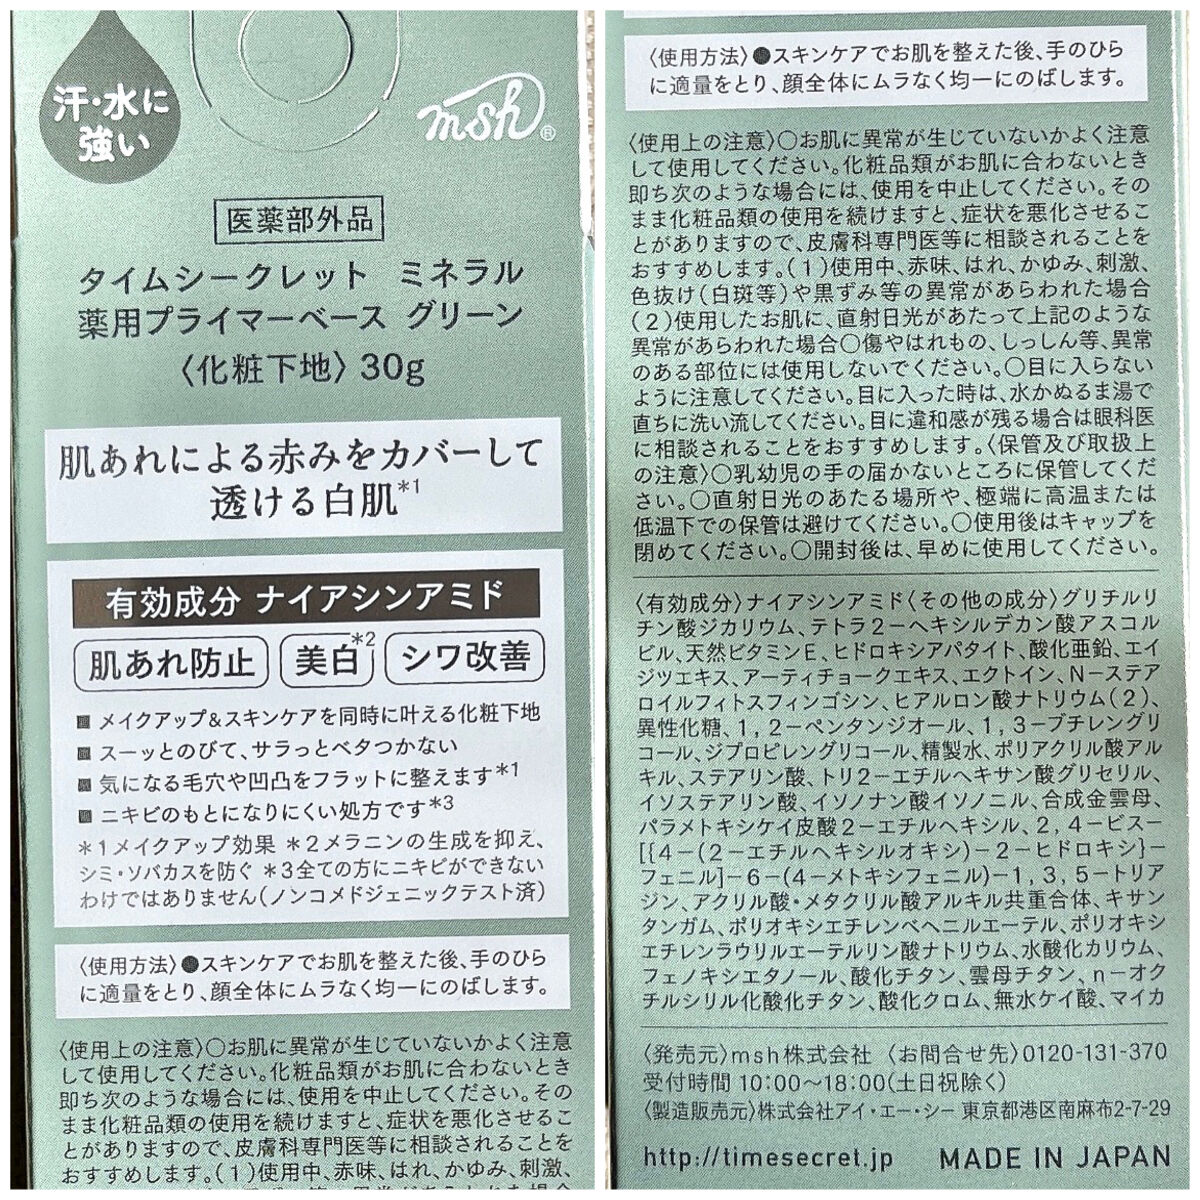 汗・水に
強い
msh®
医薬部外品
タイムシークレット ミネラル
薬用プライマーベース グリーン
〈化粧下地〉30g
肌あれによる赤みをカバーして
透ける白肌*1
有効成分 ナイアシンアミド
肌あれ防止 美白*2 シワ改善
■ メイクアップ&スキンケアを同時に叶える化粧下地
■ スーッとのびて、サラっとベタつかない
■ 気になる毛穴や凹凸をフラットに整えます*1
■ ニキビのもとになりにくい処方です*3
*1メイクアップ効果 *2メラニンの生成を抑え、
シミ・ソバカスを防ぐ *3全ての方にニキビができない
わけではありません(ノンコメドジェニックテスト済)
〈使用方法〉●スキンケアでお肌を整えた後、手のひら
に適量をとり、顔全体にムラなく均一にのばします。
〈使用上の注意〉○お肌に異常が生じていないかよく注意
して使用してください。化粧品類がお肌に合わないとき
即ち次のような場合には、使用を中止してください。その
まま化粧品類の使用を続けますと、症状を悪化させるこ
とがありますので、皮膚科専門医等に相談されることを
おすすめします。(1)使用中、赤味、はれ、かゆみ、刺激、
〈使用方法〉●スキンケアでお肌を整えた後、手のひら
に適量をとり、顔全体にムラなく均一にのばします。
〈使用上の注意〉○お肌に異常が生じていないかよく注意
して使用してください。化粧品類がお肌に合わないとき
即ち次のような場合には、使用を中止してください。その
まま化粧品類の使用を続けますと、症状を悪化させるこ
とがありますので、皮膚科専門医等に相談されることを
おすすめします。(1)使用中、赤味、はれ、かゆみ、刺激、
色抜け(白斑等)や黒ずみ等の異常があらわれた場合
(2)使用したお肌に、直射日光があたって上記のような
異常があらわれた場合○傷やはれもの、しっしん等、異常
のある部位には使用しないでください。○目に入らない
ように注意してください。目に入った時は、水かぬるま湯で
直ちに洗い流してください。目に違和感が残る場合は眼科医
に相談されることをおすすめします。〈保管及び取扱上
の注意〉○乳幼児の手の届かないところに保管してくだ
さい。○直射日光のあたる場所や、極端に高温または
低温下での保管は避けてください。○使用後はキャップを
閉めてください。○開封後は、早めに使用してください。
〈有効成分〉ナイアシンアミド〈その他の成分〉グリチルリ
チン酸ジカリウム、テトラ2-ヘキシルデカン酸アスコル
ビル、天然ビタミンE、ヒドロキシアパタイト、酸化亜鉛、エイ
ジツエキス、アーティチョークエキス、エクトイン、N-ステア
ロイルフィトスフィンゴシン、ヒアルロン酸ナトリウム(2)、
異性化糖、1,2-ペンタンジオール、1,3-ブチレングリ
コール、ジプロピレングリコール、精製水、ポリアクリル酸アル
キル、ステアリン酸、トリ2-エチルヘキサン酸グリセリル、
イソステアリン酸、イソノナン酸イソノニル、合成金雲母、
パラメトキシケイ皮酸2-エチルヘキシル、2,4-ビス-
[{4-(2-エチルヘキシルオキシ)-2-ヒドロキシ}-
フェニル]-6-(4-メトキシフェニル)-1,3,5-トリア
ジン、アクリル酸・メタクリル酸アルキル共重合体、キサン
タンガム、ポリオキシエチレンベヘニルエーテル、ポリオキシ
エチレンラウリルエーテルリン酸ナトリウム、水酸化カリウム、
フェノキシエタノール、酸化チタン、雲母チタン、n-オク
チルシリル化酸化チタン、酸化クロム、無水ケイ酸、マイカ
〈発売元〉msh株式会社 〈お問合せ先〉0120-131-370
受付時間 10:00〜18:00(土日祝除く)
〈製造販売元〉株式会社アイ・エー・シー 東京都港区南麻布2-7-29
http://timesecret.jp MADE IN JAPAN